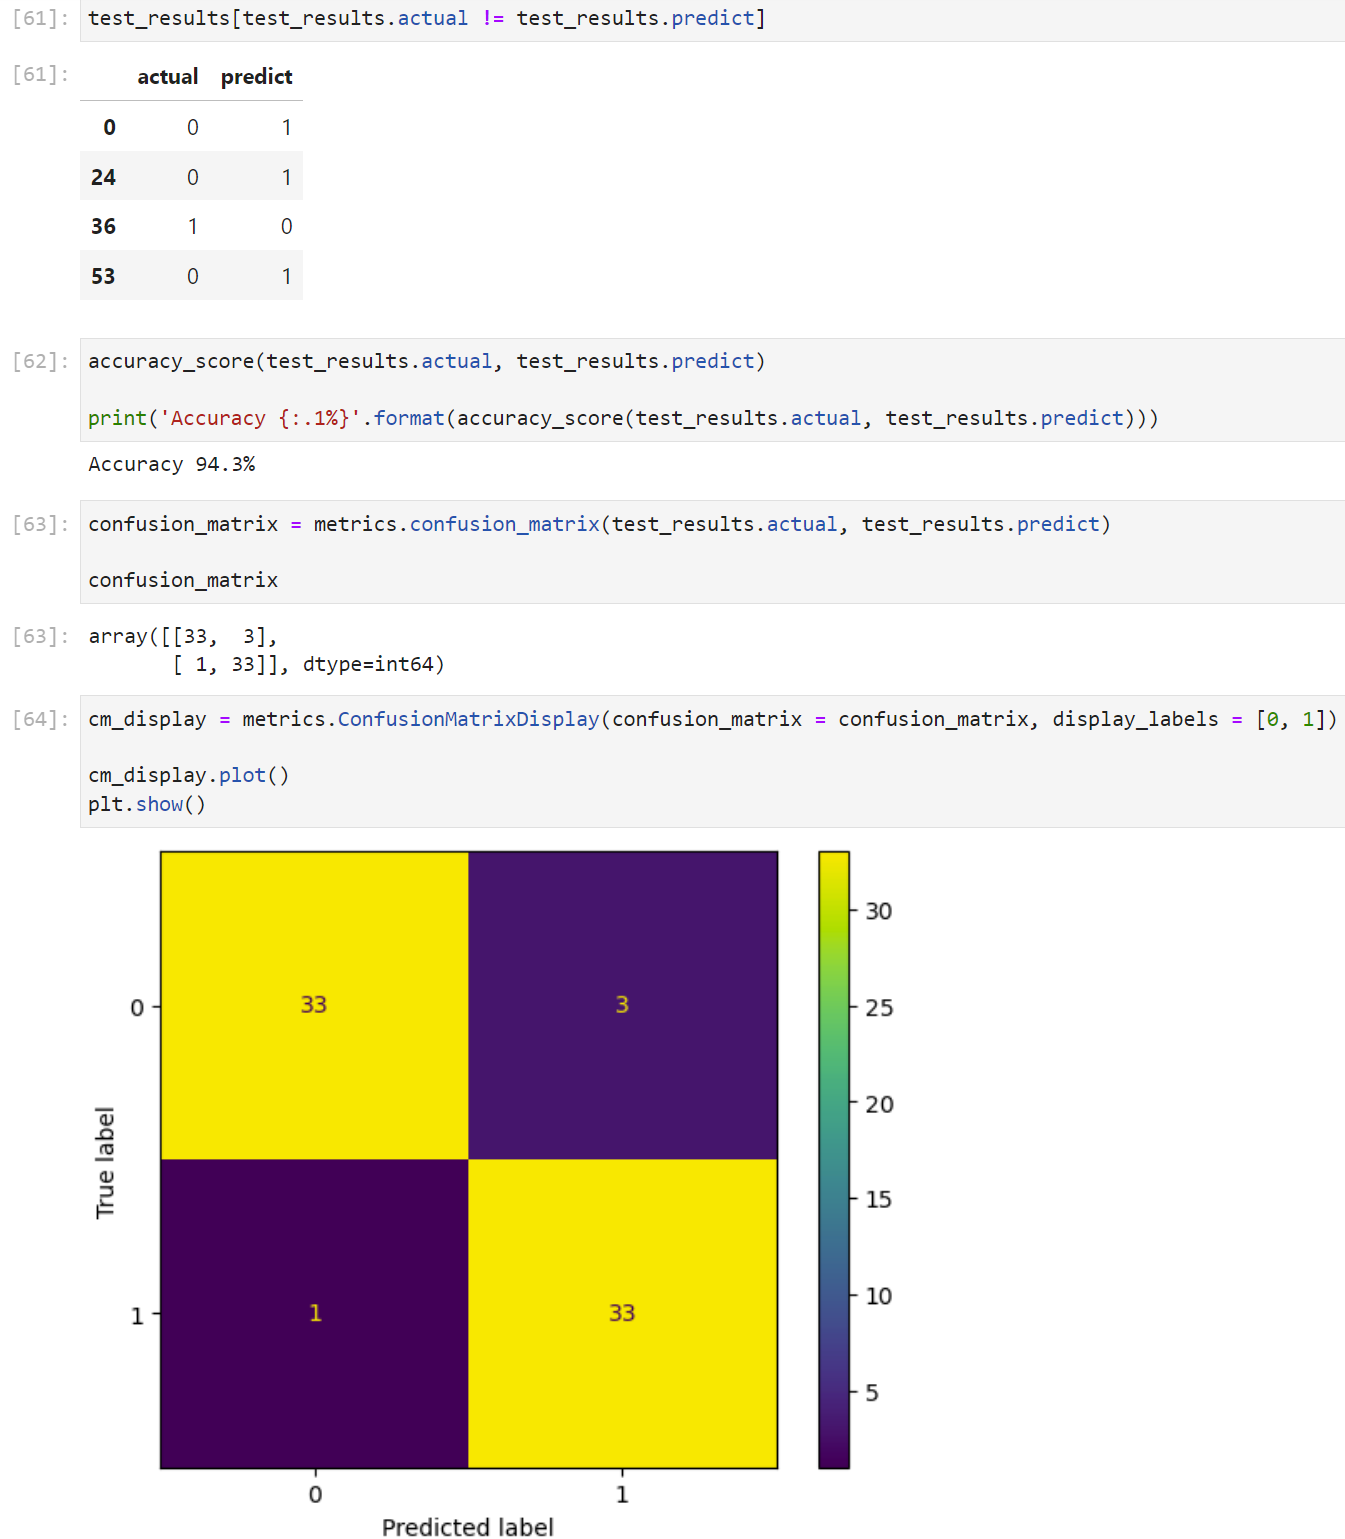 [61]: test_results[test_results.actual != test_results.predict]
[61]:
actual predict
0 0 1
24 0 1
36 1 0
53 0 1
[62]: accuracy_score(test_results.actual, test_results.predict)
print('Accuracy {:.1%}'.format(accuracy_score(test_results.actual, test_results.predict)))
Accuracy 94.3%
[63]: confusion_matrix = metrics.confusion_matrix(test_results.actual, test_results.predict)
confusion_matrix
[63]: array([[33,  3],
       [ 1, 33]], dtype=int64)
[64]: cm_display = metrics.ConfusionMatrixDisplay(confusion_matrix = confusion_matrix, display_labels = [0, 1])
cm_display.plot()
plt.show()
30
0 33 3 25
20
True label
15
1 1 33 10
5
0 1
Predicted label